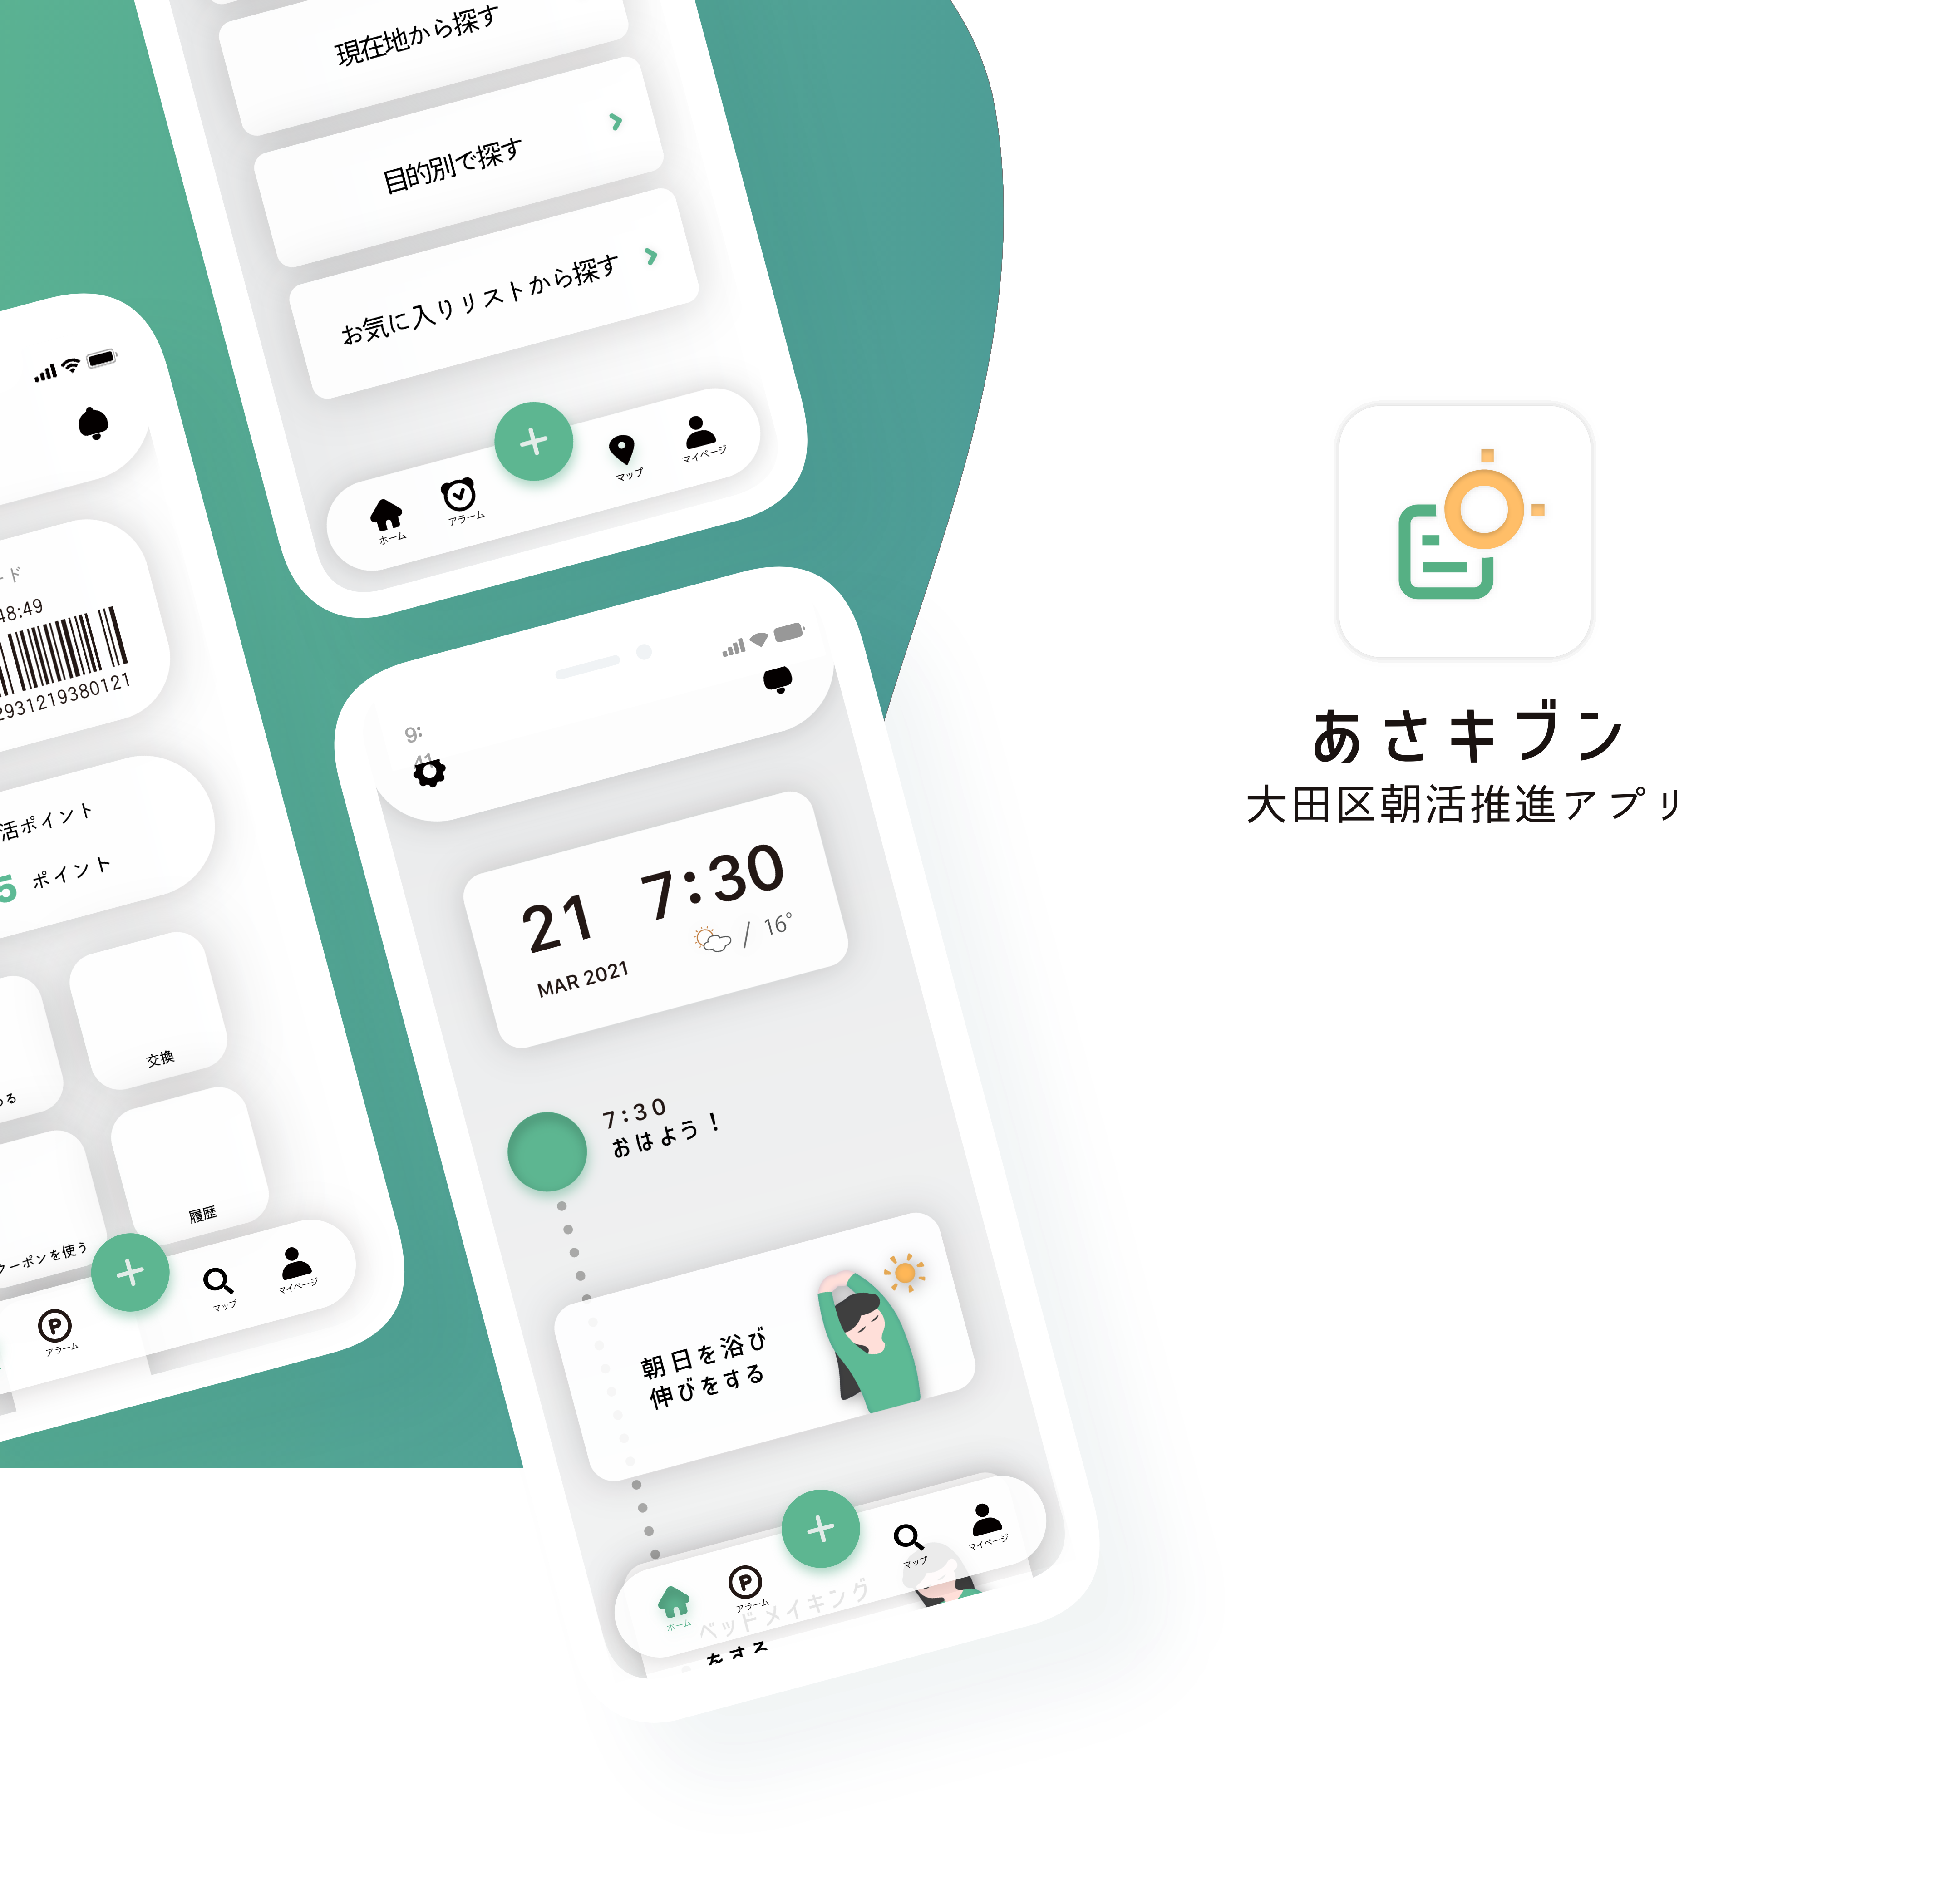 現在地から探す
目的別で探す
お気に入りリストから探す
ホーム
アラーム
マップ
マイページ
ード
48:49
2931219380121
活ポイント
5 ポイント
交換
める
履歴
クーポンを使う
アラーム
マップ
マイページ
9:
41
21 7:30
MAR 2021 / 16°
7:30
おはよう！
朝日を浴び
伸びをする
ホーム
アラーム
マップ
マイページ
ベッドメイキング
をする
あさキブン
大田区朝活推進アプリ